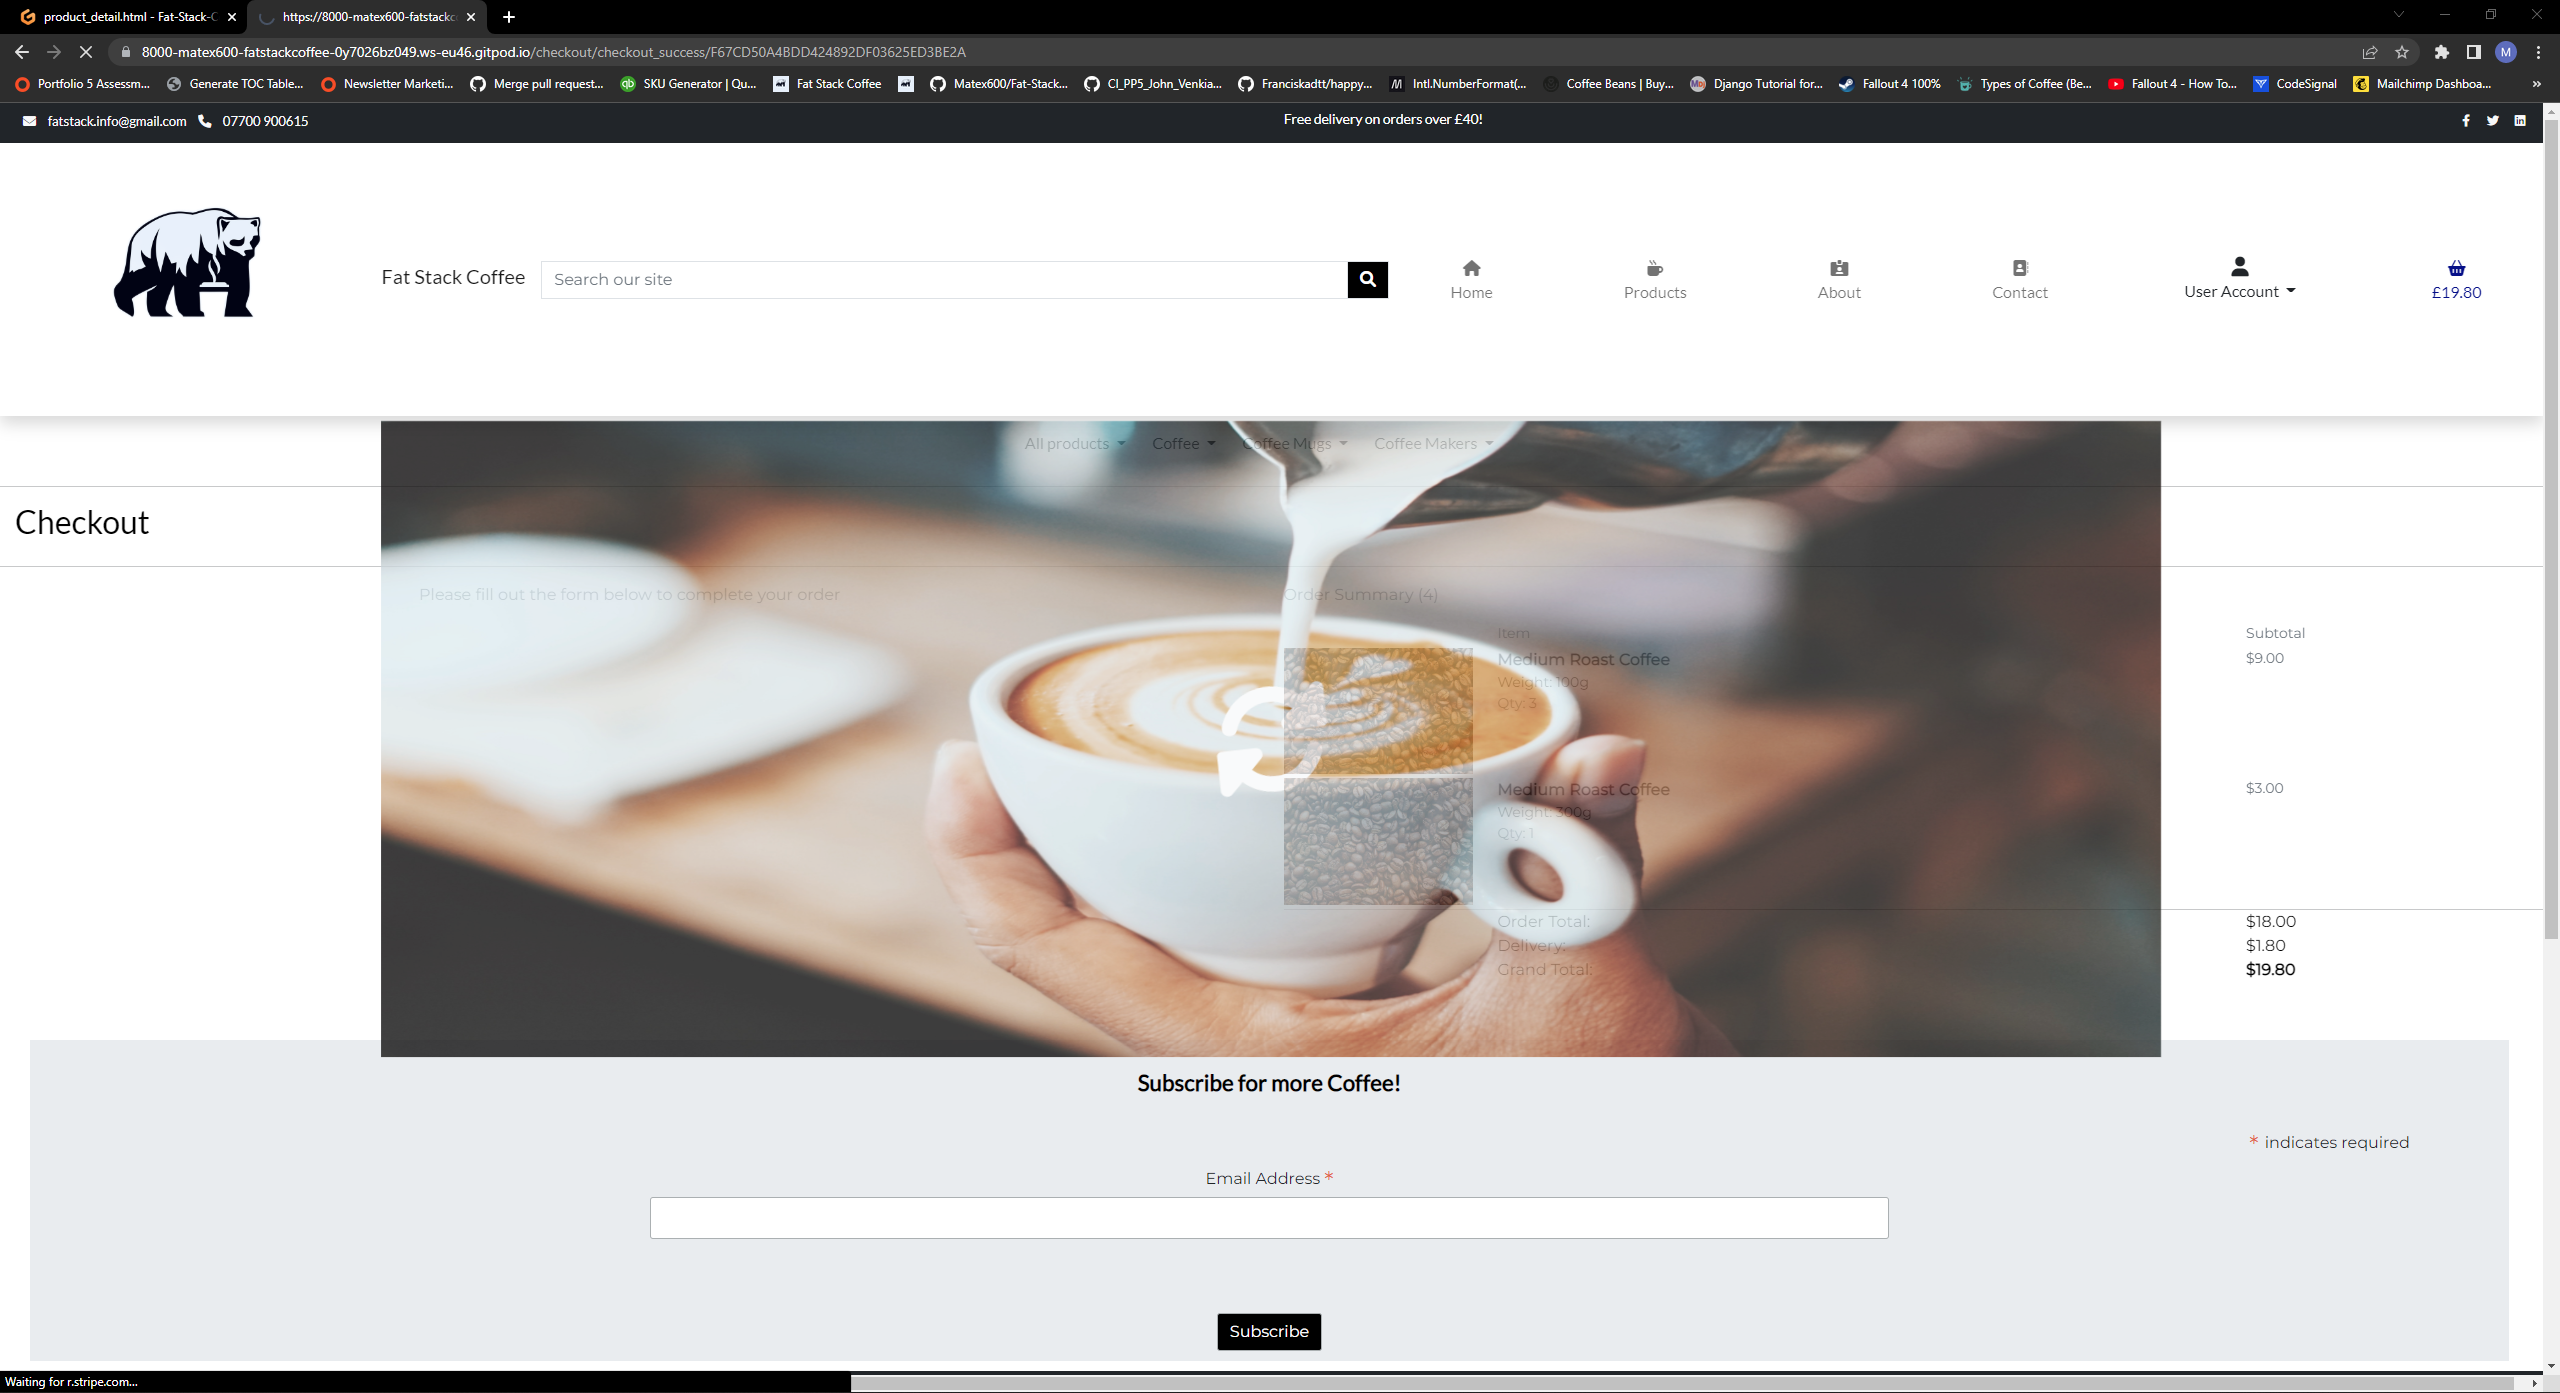 product_detail.html - Fat-Stack-C
https://8000-matex600-fatstackc
8000-matex600-fatstackcoffee-0y7026bz049.ws-eu46.gitpod.io/checkout/checkout_success/F67CD50A4BDD424892DF03625ED3BE2A
M
Portfolio 5 Assessm...
Generate TOC Table...
Newsletter Marketi...
Merge pull request...
SKU Generator | Qu...
Fat Stack Coffee
Matex600/Fat-Stack...
CI_PP5_John_Venkia...
Franciskadtt/happy...
Intl.NumberFormat(...
Coffee Beans | Buy...
Django Tutorial for...
Fallout 4 100%
Types of Coffee (Be...
Fallout 4 - How To...
CodeSignal
Mailchimp Dashboa...
»
fatstack.info@gmail.com
07700 900615
Free delivery on orders over £40!
Fat Stack Coffee
Search our site
Home
Products
About
Contact
User Account
£19.80
All products
Coffee
Coffee Mugs
Coffee Makers
Checkout
Please fill out the form below to complete your order
Order Summary (4)
Item
Subtotal
Medium Roast Coffee
$9.00
Weight: 100g
Qty: 3
Medium Roast Coffee
$3.00
Weight: 300g
Qty: 1
Order Total:
$18.00
Delivery:
$1.80
Grand Total:
$19.80
Subscribe for more Coffee!
* indicates required
Email Address *
Subscribe
Waiting for r.stripe.com...